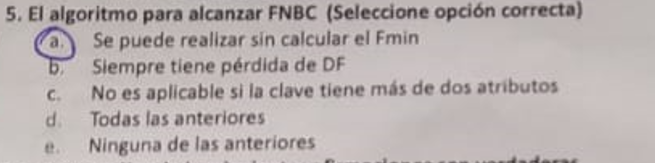 5. El algoritmo para alcanzar FNBC (Seleccione opción correcta)
a. Se puede realizar sin calcular el Fmin
b. Siempre tiene pérdida de DF
c. No es aplicable si la clave tiene más de dos atributos
d. Todas las anteriores
e. Ninguna de las anteriores